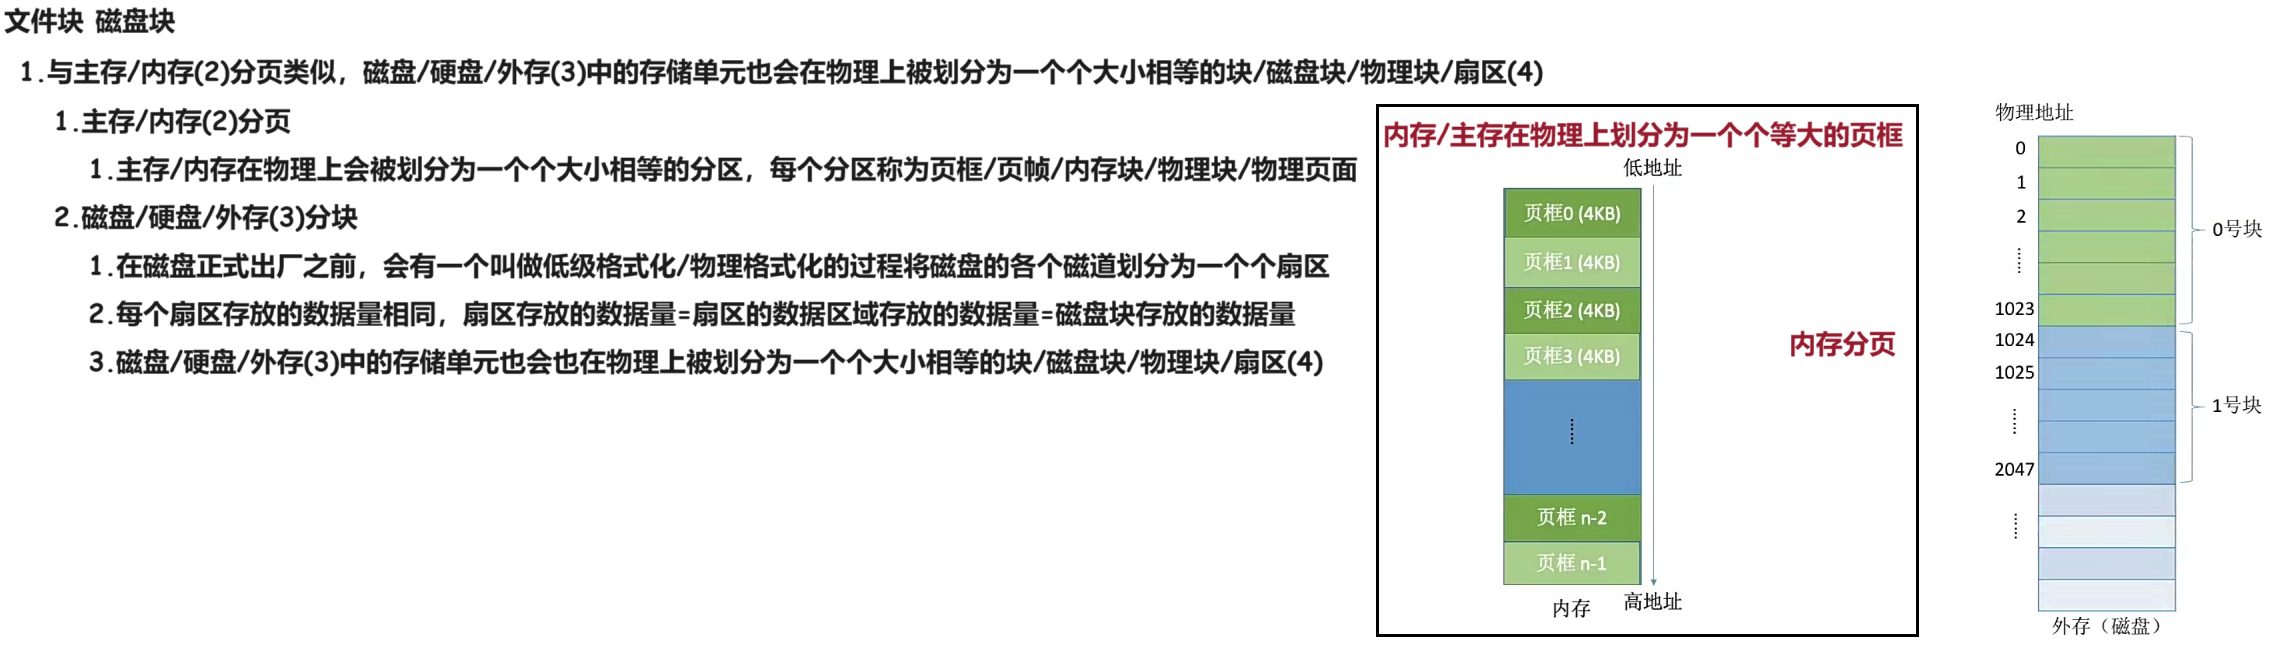 文件块 磁盘块
1.与主存/内存(2)分页类似，磁盘/硬盘/外存(3)中的存储单元也会在物理上被划分为一个个大小相等的块/磁盘块/物理块/扇区(4)
1.主存/内存(2)分页
1.主存/内存在物理上会被划分为一个个大小相等的分区，每个分区称为页框/页帧/内存块/物理块/物理页面
2.磁盘/硬盘/外存(3)分块
1.在磁盘正式出厂之前，会有一个叫做低级格式化/物理格式化的过程将磁盘的各个磁道划分为一个个扇区
2.每个扇区存放的数据量相同，扇区存放的数据量=扇区的数据区域存放的数据量=磁盘块存放的数据量
3.磁盘/硬盘/外存(3)中的存储单元也会也在物理上被划分为一个个大小相等的块/磁盘块/物理块/扇区(4)
内存/主存在物理上划分为一个个等大的页框
低地址
页框0 (4KB)
页框1 (4KB)
页框2 (4KB)
页框3 (4KB)
……
页框 n-2
页框 n-1
内存
高地址
内存分页
物理地址
0
1
2
……
1023
1024
1025
……
2047
……
0号块
1号块
外存（磁盘）